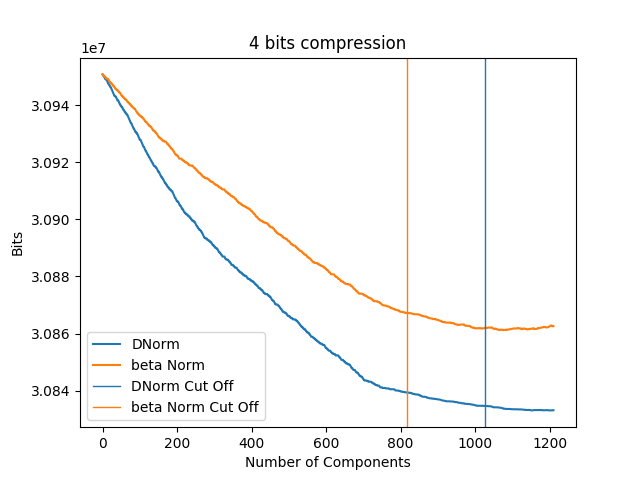 4 bits compression
1e7
3.094
3.092
3.090
3.088
3.086
3.084
Bits
DNorm
beta Norm
DNorm Cut Off
beta Norm Cut Off
0 200 400 600 800 1000 1200
Number of Components